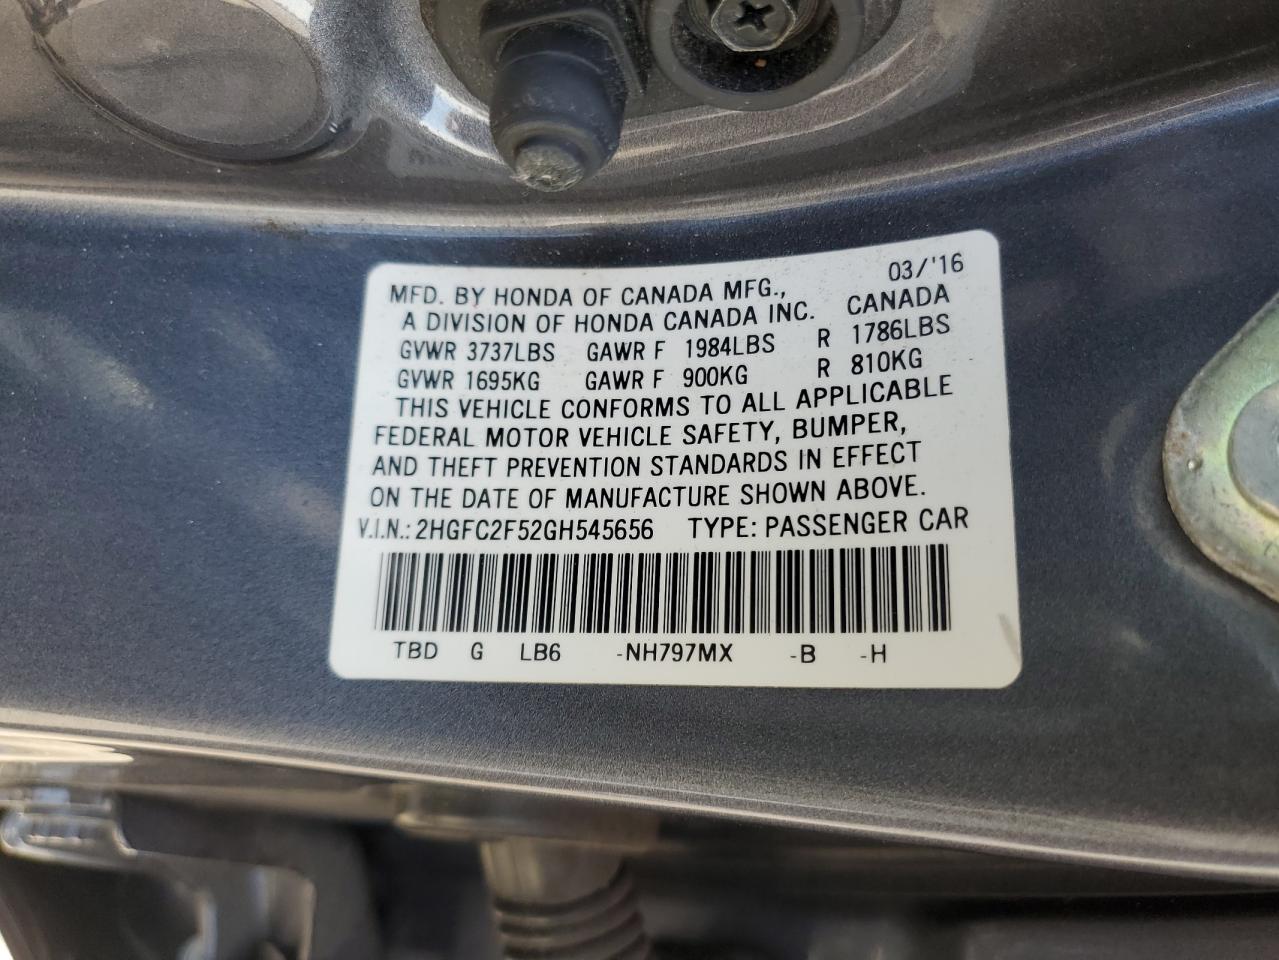 03/'16
MFD. BY HONDA OF CANADA MFG.,
A DIVISION OF HONDA CANADA INC. CANADA
GVWR 3737LBS GAWR F 1984LBS R 1786LBS
GVWR 1695KG GAWR F 900KG R 810KG
THIS VEHICLE CONFORMS TO ALL APPLICABLE
FEDERAL MOTOR VEHICLE SAFETY, BUMPER,
AND THEFT PREVENTION STANDARDS IN EFFECT
ON THE DATE OF MANUFACTURE SHOWN ABOVE.
V.I.N.: 2HGFC2F52GH545656 TYPE: PASSENGER CAR
TBD G LB6 -NH797MX -B -H